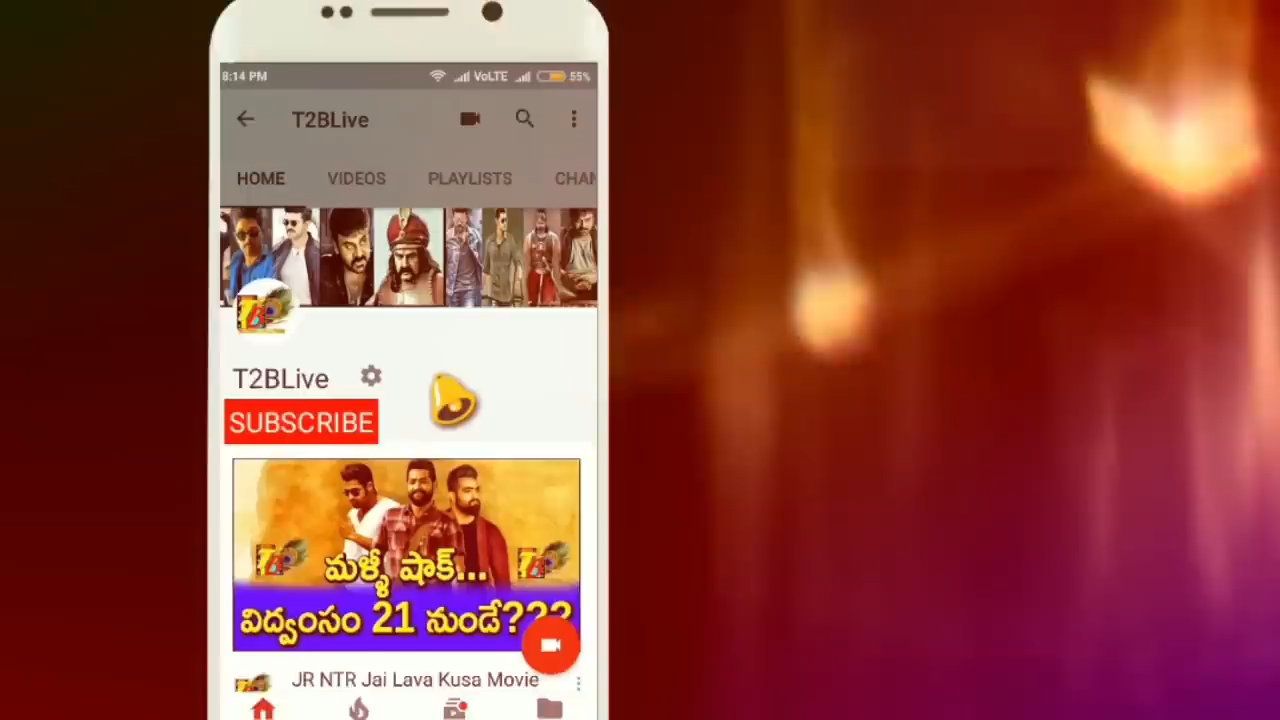 8:14 PM VoLTE 55%
T2BLive
HOME VIDEOS PLAYLISTS CHAN
T2BLive
SUBSCRIBE
మళ్ళీ షాక్...
విధ్వంసం 21 నుండే???
JR NTR Jai Lava Kusa Movie